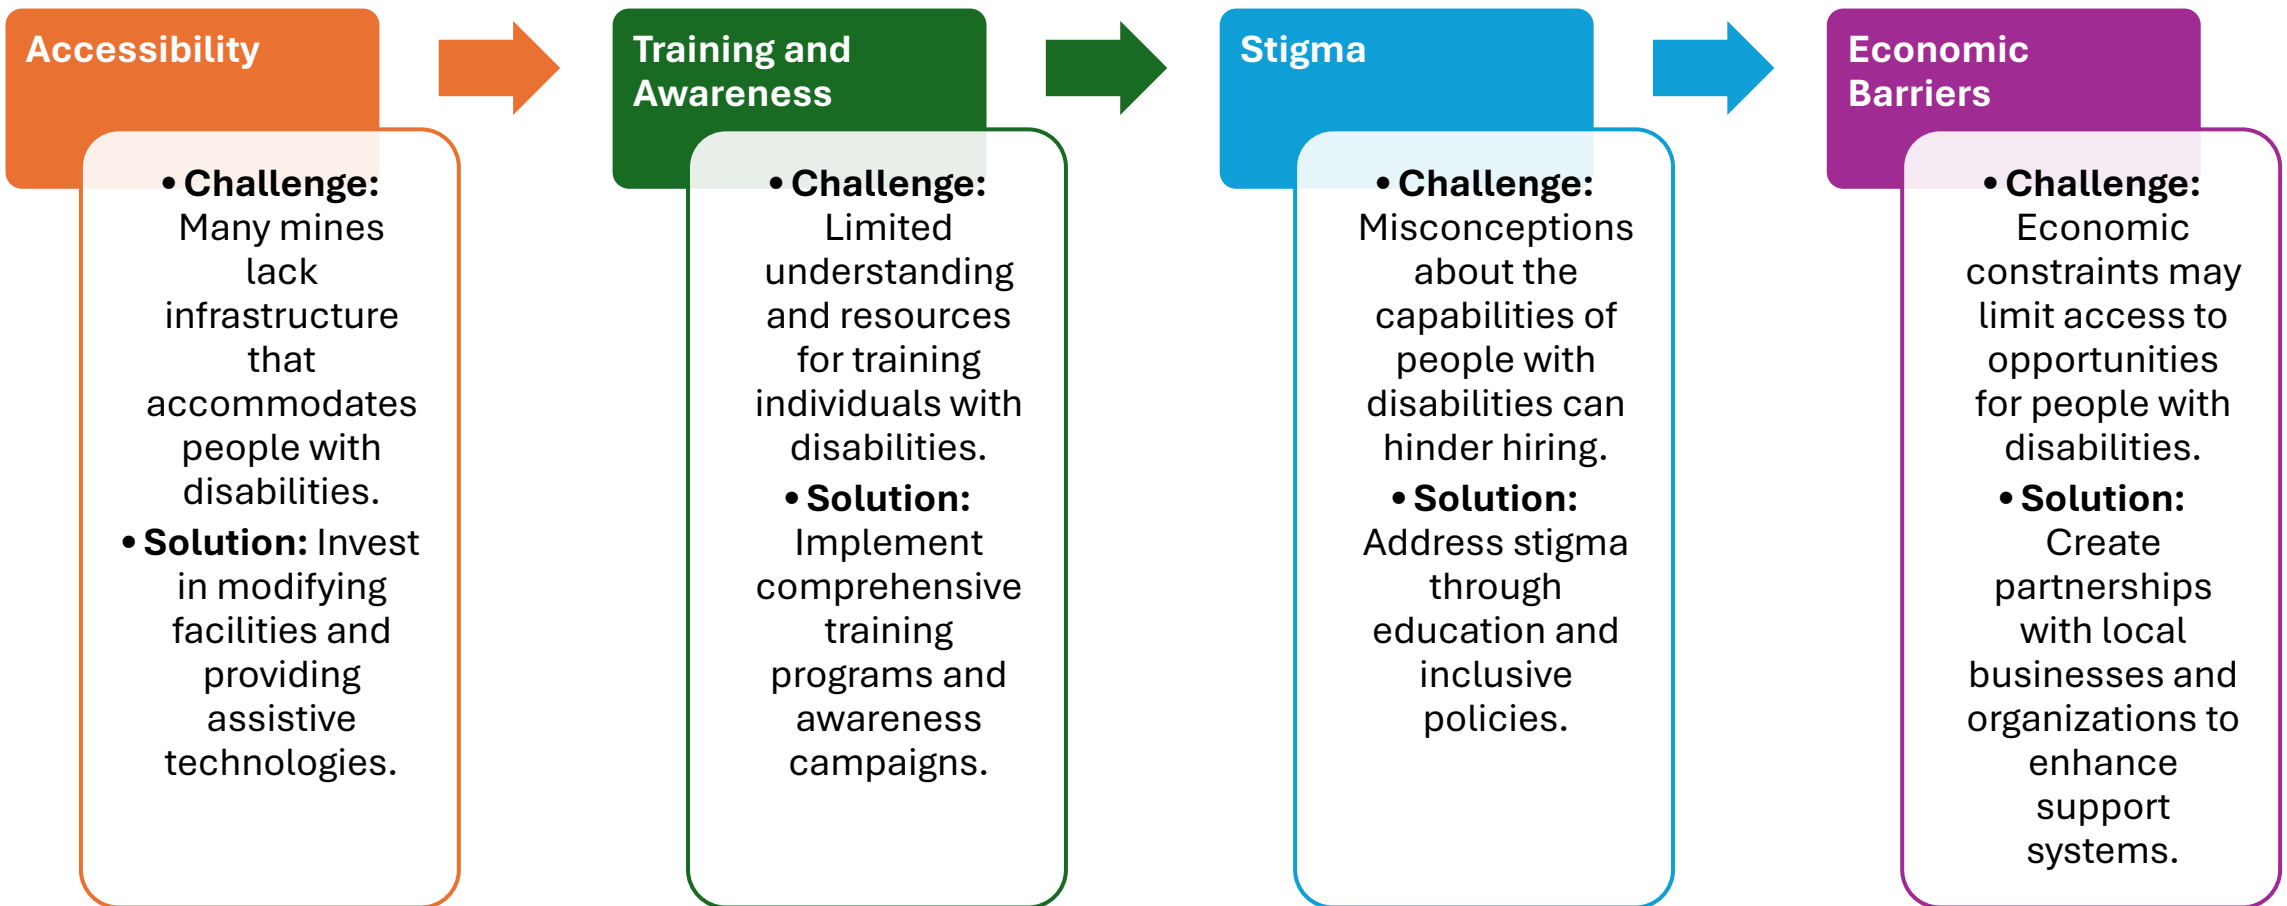 Accessibility
• Challenge:
Many mines
lack
infrastructure
that
accommodates
people with
disabilities.
• Solution: Invest
in modifying
facilities and
providing
assistive
technologies.
Training and
Awareness
• Challenge:
Limited
understanding
and resources
for training
individuals with
disabilities.
• Solution:
Implement
comprehensive
training
programs and
awareness
campaigns.
Stigma
• Challenge:
Misconceptions
about the
capabilities of
people with
disabilities can
hinder hiring.
• Solution:
Address stigma
through
education and
inclusive
policies.
Economic
Barriers
• Challenge:
Economic
constraints may
limit access to
opportunities
for people with
disabilities.
• Solution:
Create
partnerships
with local
businesses and
organizations to
enhance
support
systems.